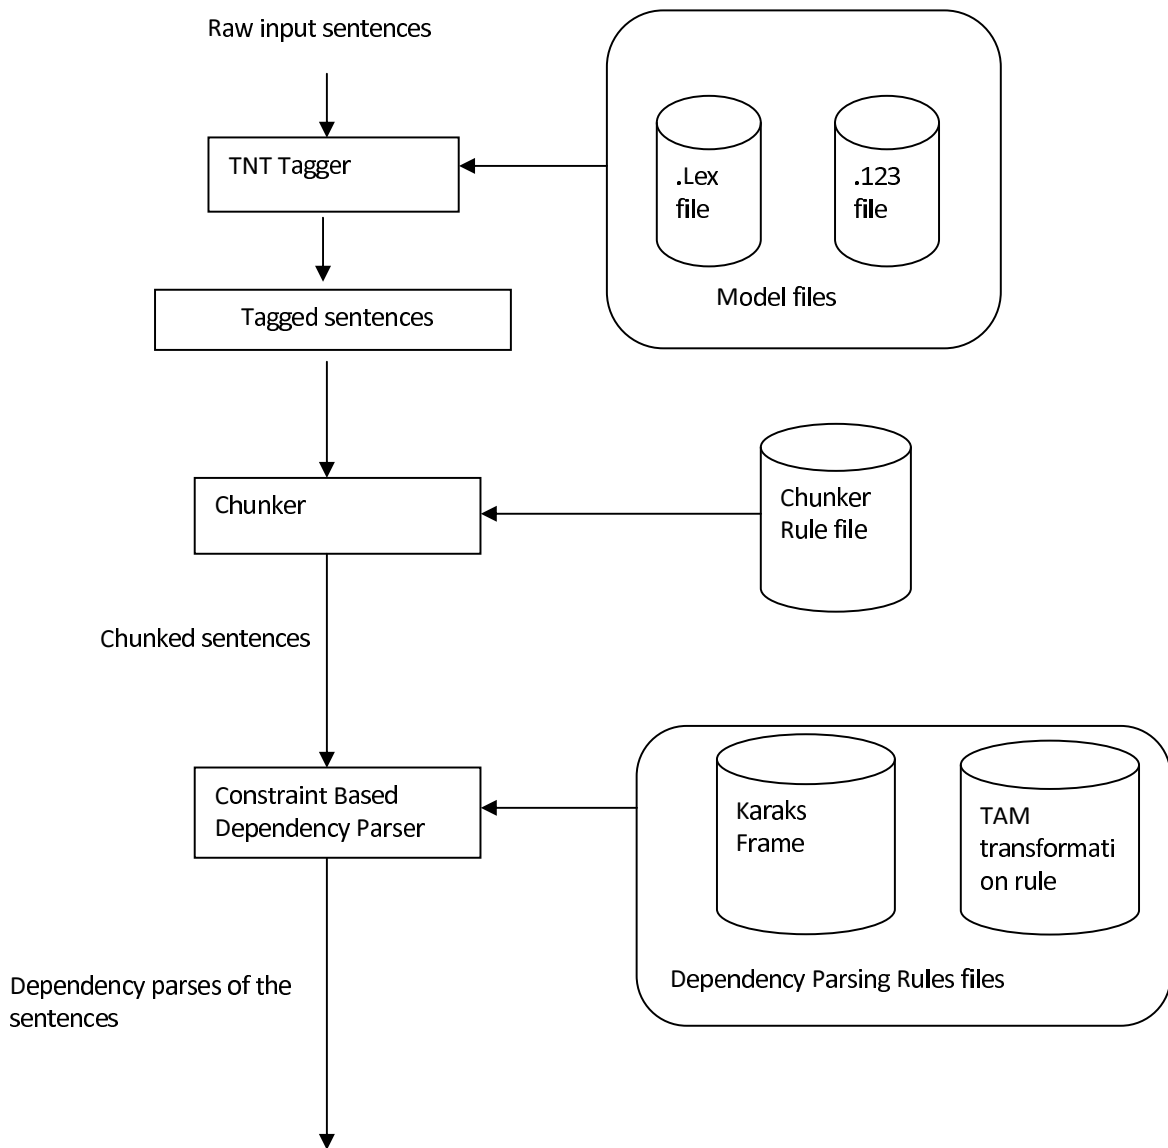 Raw input sentences
TNT Tagger
.Lex
file
.123
file
Model files
Tagged sentences
Chunker
Chunker
Rule file
Chunked sentences
Constraint Based
Dependency Parser
Karaks
Frame
TAM
transformati
on rule
Dependency Parsing Rules files
Dependency parses of the
sentences